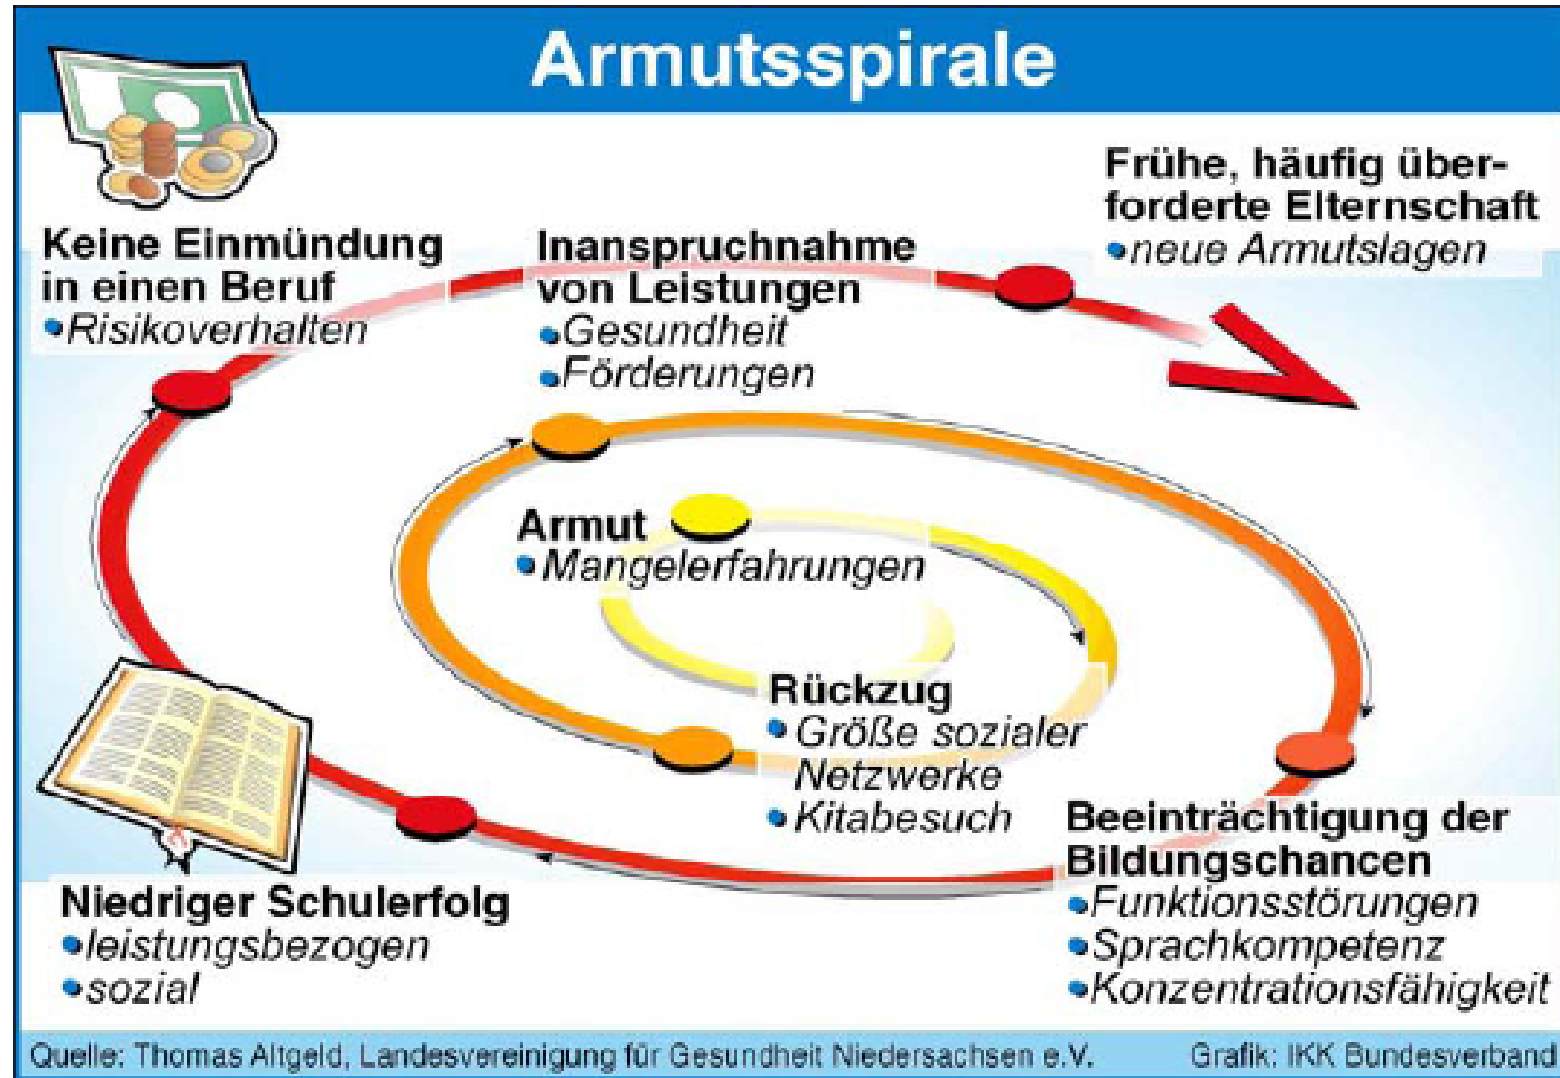 Armutsspirale
Frühe, häufig über-
forderte Elternschaft
•neue Armutslagen
Keine Einmündung
in einen Beruf
•Risikoverhalten
Inanspruchnahme
von Leistungen
•Gesundheit
•Förderungen
Armut
•Mangelerfahrungen
Rückzug
•Größe sozialer
Netzwerke
•Kitabesuch
Beeinträchtigung der
Bildungschancen
•Funktionsstörungen
•Sprachkompetenz
•Konzentrationsfähigkeit
Niedriger Schulerfolg
•leistungsbezogen
•sozial
Quelle: Thomas Altgeld, Landesvereinigung für Gesundheit Niedersachsen e.V.
Grafik: IKK Bundesverband